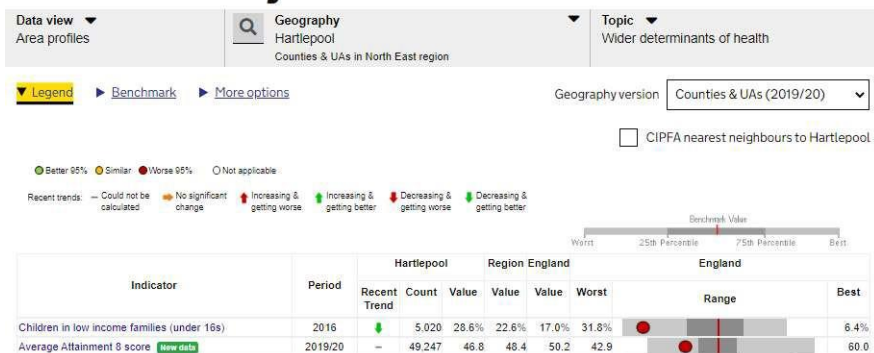 Data view ▼
Area profiles
Geography ▼
Hartlepool
Counties & UAs in North East region
Topic ▼
Wider determinants of health
▼ Legend ▶ Benchmark ▶ More options
Geography version Counties & UAs (2019/20)
CIPFA nearest neighbours to Hartlepool
Better 95% Similar Worse 95% Not applicable
Recent trends: – Could not be calculated No significant change Increasing & getting worse Increasing & getting better Decreasing & getting worse Decreasing & getting better
Benchmark Value
Worst 25th Percentile 75th Percentile Best
Hartlepool Region England England
Indicator Period Recent Trend Count Value Value Value Worst Range Best
Children in low income families (under 16s) 2016 5,020 28.6% 22.6% 17.0% 31.8% 6.4%
Average Attainment 8 score New data 2019/20 – 49,247 46.8 48.4 50.2 42.9 60.0